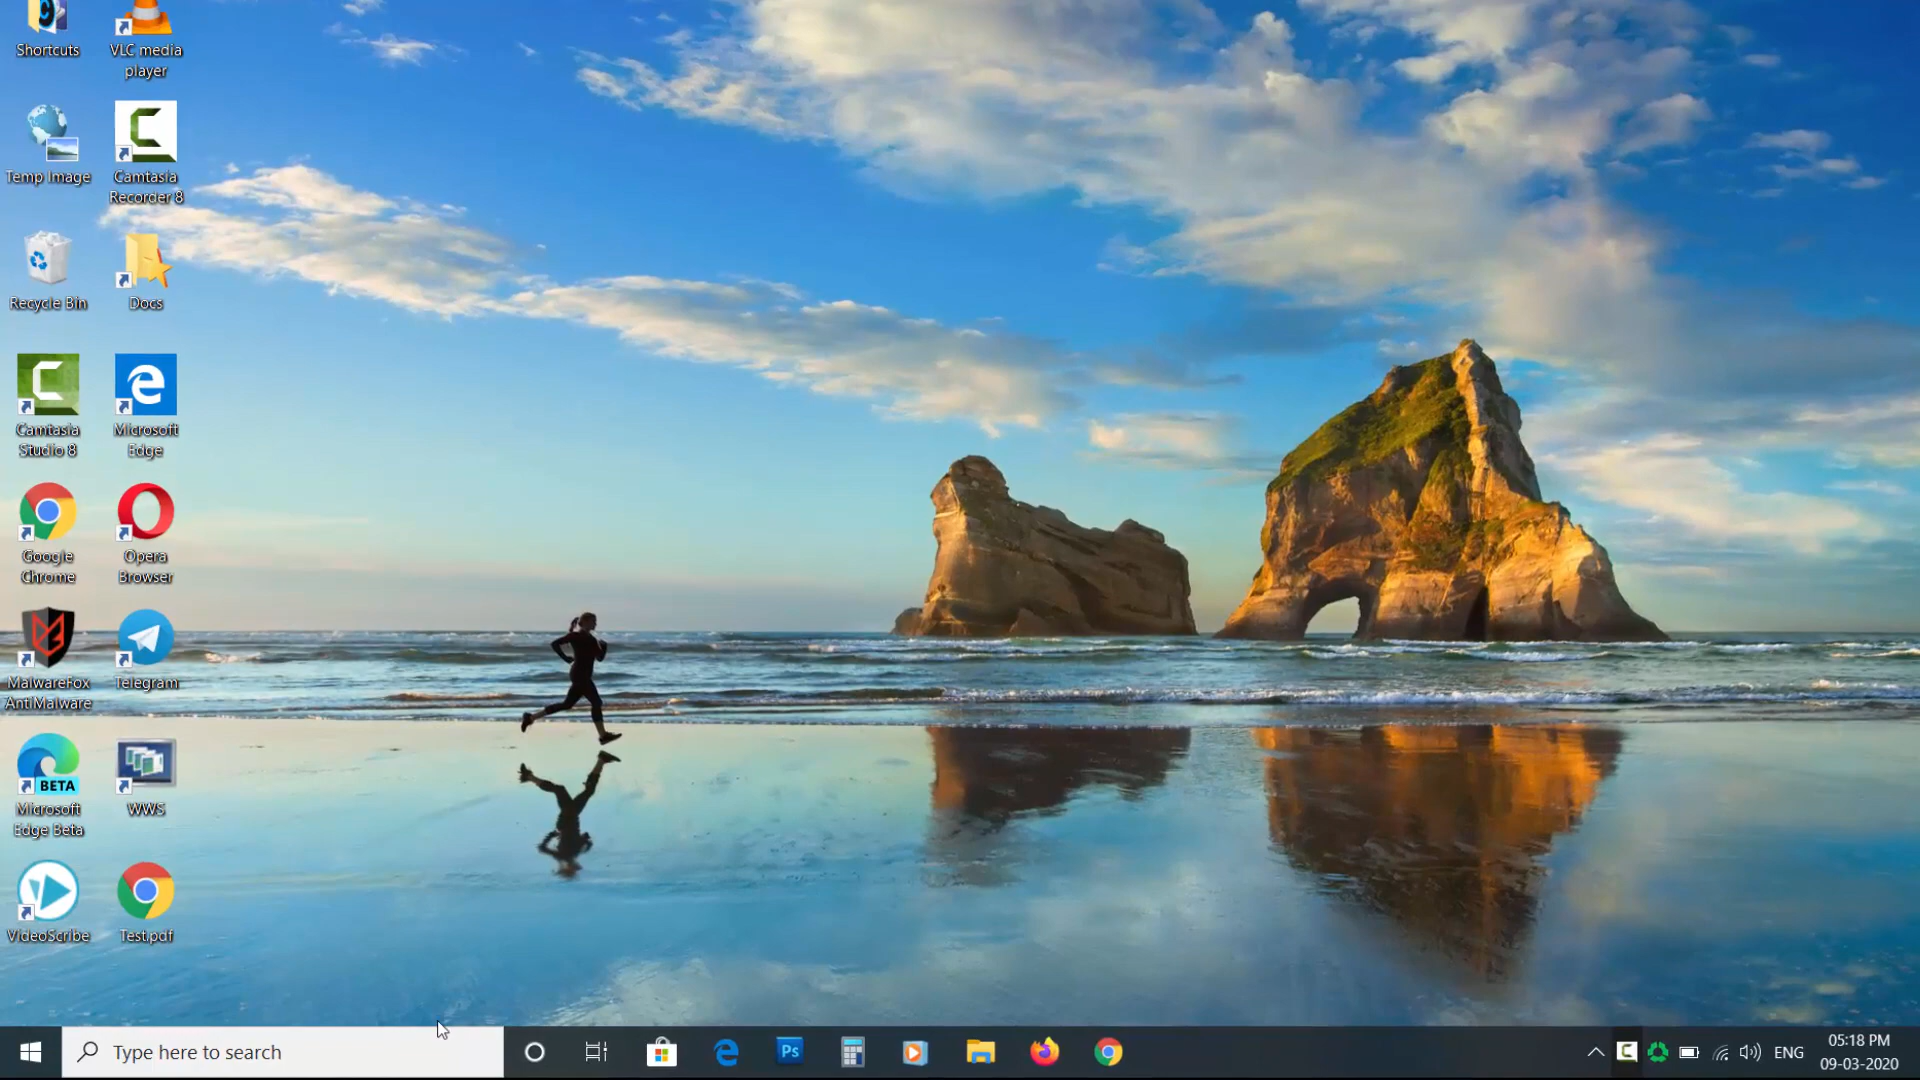 Shortcuts
VLC media
player
Temp Image
Camtasia
Recorder 8
Recycle Bin
Docs
Camtasia
Studio 8
Microsoft
Edge
Google
Chrome
Opera
Browser
MalwareFox
AntiMalware
Telegram
BETA
Microsoft
Edge Beta
WWS
VideoScribe
Test.pdf
Type here to search
Ps
ENG
05:18 PM
09-03-2020